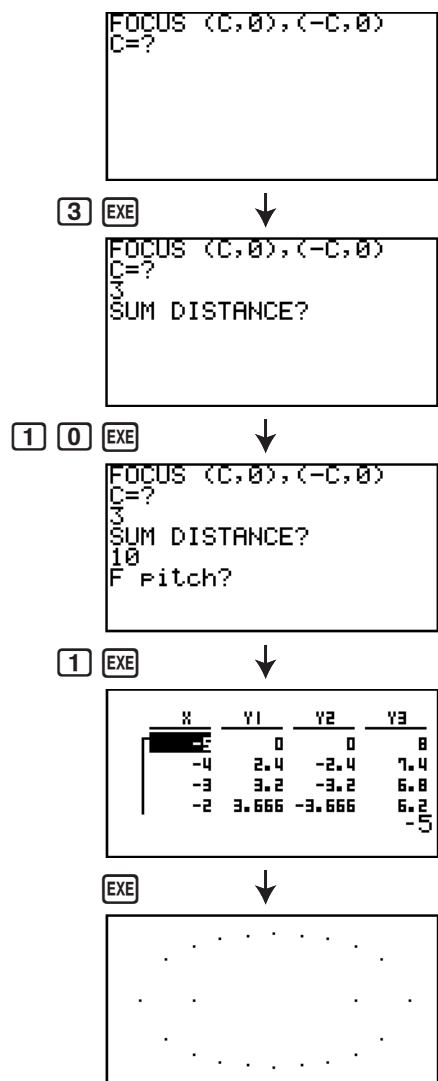 FOCUS (C,0),(-C,0)
C=?
3 EXE
FOCUS (C,0),(-C,0)
C=?
3
SUM DISTANCE?
1 0 EXE
FOCUS (C,0),(-C,0)
C=?
3
SUM DISTANCE?
10
F pitch?
1 EXE
X Y1 Y2 Y3
-5 0 0 8
-4 2.4 -2.4 7.4
-3 3.2 -3.2 6.8
-2 3.666 -3.666 6.2
-5
EXE